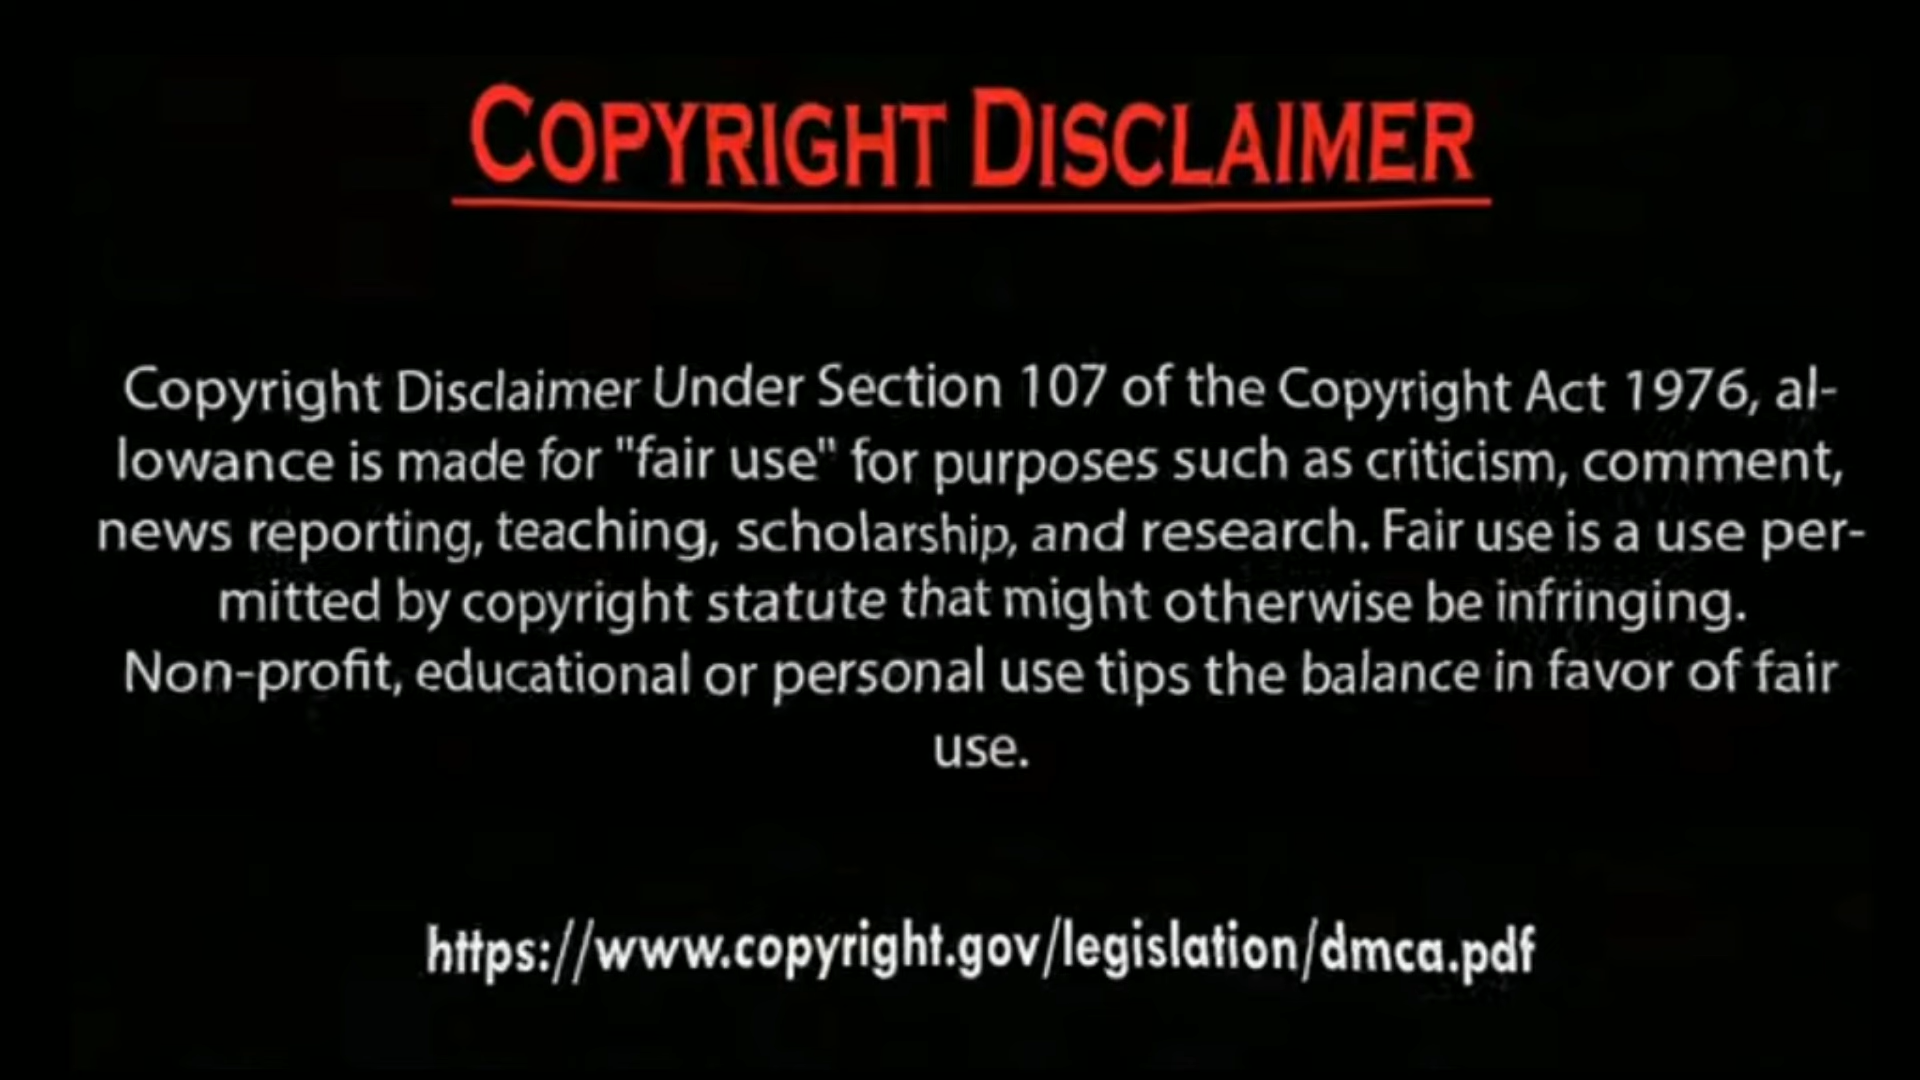 COPYRIGHT DISCLAIMER
Copyright Disclaimer Under Section 107 of the Copyright Act 1976, al-
lowance is made for "fair use" for purposes such as criticism, comment,
news reporting, teaching, scholarship, and research. Fair use is a use per-
mitted by copyright statute that might otherwise be infringing.
Non-profit, educational or personal use tips the balance in favor of fair
use.
https://www.copyright.gov/legislation/dmca.pdf